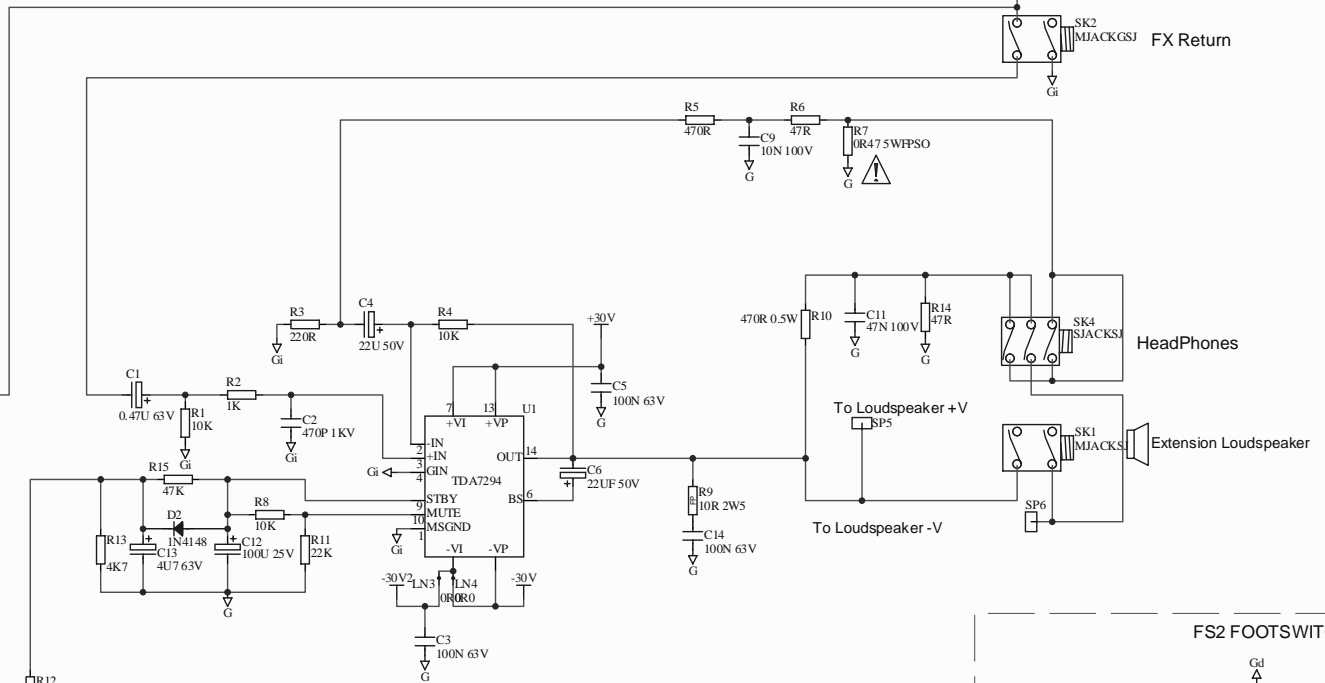 SK2
MJACKGSJ
FX Return
Gi
R5
470R
C9
10N 100V
G
R6
47R
R7
0R47 5WFPSO
G
R3
220R
Gi
C4
+
22U 50V
R4
10K
+30V
C5
100N 63V
G
470R 0.5W
R10
C11
47N 100V
G
R14
47R
G
SK4
SJACKSJ
HeadPhones
C1
+
0.47U 63V
R1
10K
Gi
R2
1K
C2
470P 1KV
Gi
7
+VI
13
+VP
U1
-IN
2
+IN
3
GIN
4
Gi
TDA7294
OUT
14
BS
6
STBY
9
MUTE
10
MSGND
1
Gi
-VI
-VP
C6
22UF 50V
+
R9
FP
10R 2W5
C14
100N 63V
G
To Loudspeaker +V
SP5
To Loudspeaker -V
SP6
SK1
MJACKSJ
Extension Loudspeaker
R15
47K
D2
1N4148
R8
10K
R13
4K7
+
C13
4U7 63V
+
C12
100U 25V
R11
22K
G
-30V2
LN3
0R0
LN4
0R0
-30V
C3
100N 63V
G
R12
FS2 FOOTSWIT
Gd